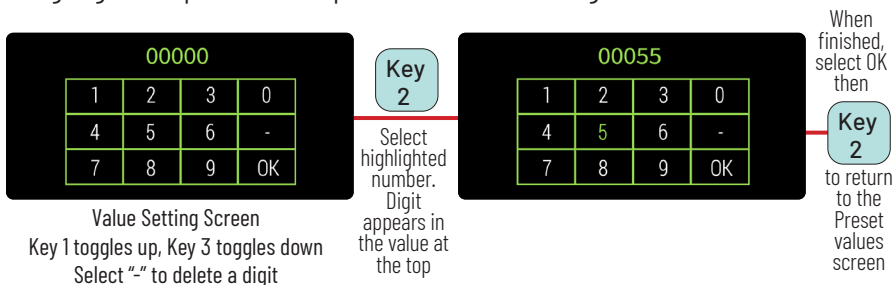 00000
1 2 3 0
4 5 6 -
7 8 9 OK
Value Setting Screen
Key 1 toggles up, Key 3 toggles down
Select "-" to delete a digit
Key
2
Select
highlighted
number.
Digit
appears in
the value at
the top
00055
1 2 3 0
4 5 6 -
7 8 9 OK
When
finished,
select OK
then
Key
2
to return
to the
Preset
values
screen